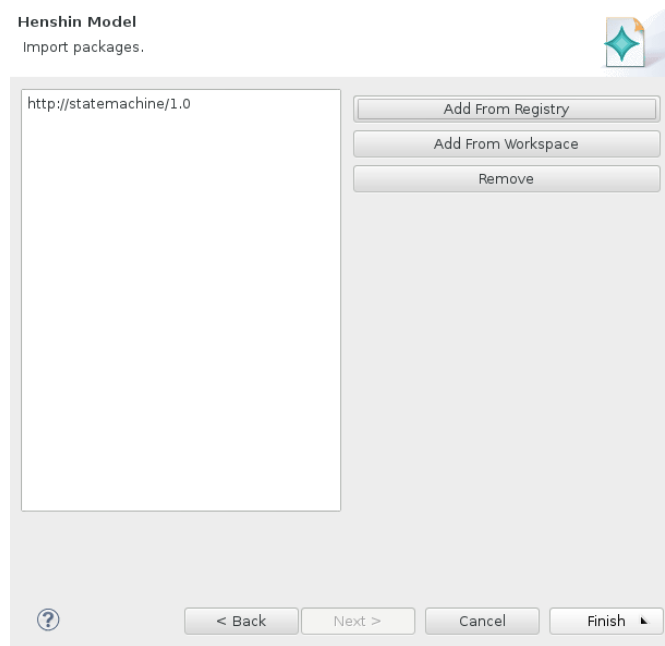 Henshin Model
Import packages.
http://statemachine/1.0
Add From Registry
Add From Workspace
Remove
?
< Back
Next >
Cancel
Finish